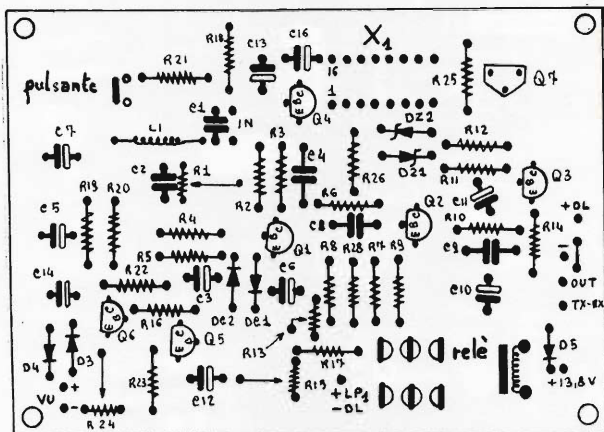 R18 C13 C16 X1
R21 16 R25 Q7
pulsante
C1 1 Q4
IN DZ2 R12
C7 L1 R3
C2 R1 C4 R26 DZ1 R11 Q3
R19 R20 R2 R6 C11
C5 R4 C8 Q2 R10 +DL
R5 Q1 R8 R28 R7 R9 C9 R14 -
C14 R22 C3 C6 C10 OUT
DC2 DC1 TX-RX
R16
Q6 Q5 R13
D4 D3 R17 relè D5
+ R23 R15 + LP1 +13,8V
VU - C12 - DL
R24
E B C
E B C
E B C
E B C
E B C
E B C